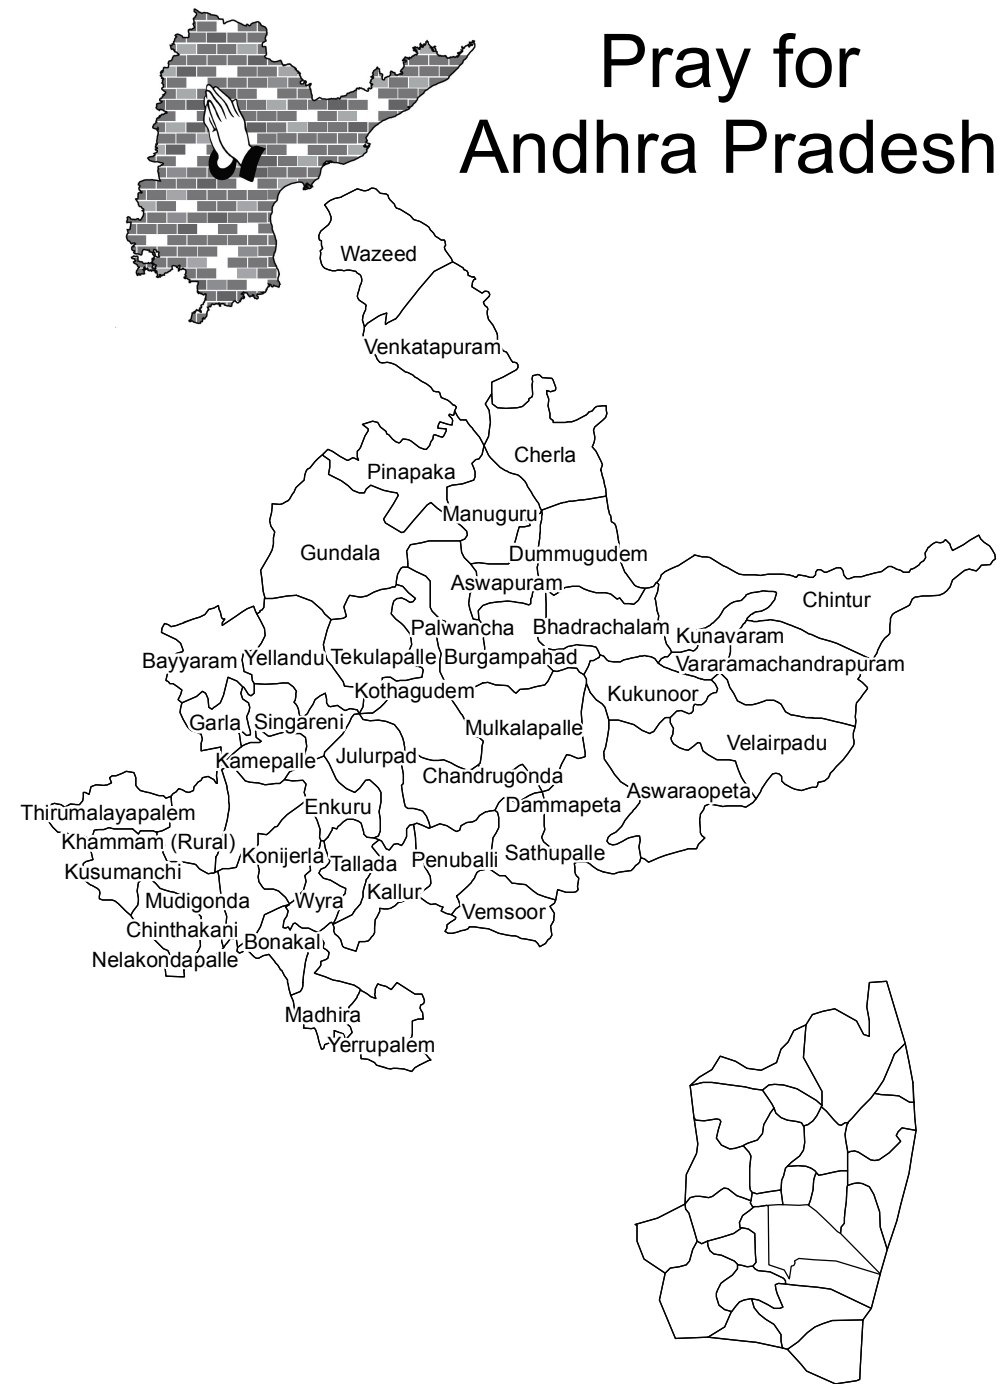 Pray for
Andhra Pradesh
Wazeed
Venkatapuram
Cherla
Pinapaka
Manuguru
Gundala
Dummugudem
Aswapuram
Chintur
Palwancha
Bhadrachalam
Kunavaram
Bayyaram
Yellandu
Tekulapalle
Burgampahad
Vararamachandrapuram
Kothagudem
Kukunoor
Garla
Singareni
Mulkalapalle
Velairpadu
Kamepalle
Julurpad
Chandrugonda
Aswaraopeta
Enkuru
Dammapeta
Thirumalayapalem
Khammam (Rural)
Konijerla
Tallada
Penuballi
Sathupalle
Kusumanchi
Kallur
Mudigonda
Wyra
Vemsoor
Chinthakani
Bonakal
Nelakondapalle
Madhira
Yerrupalem